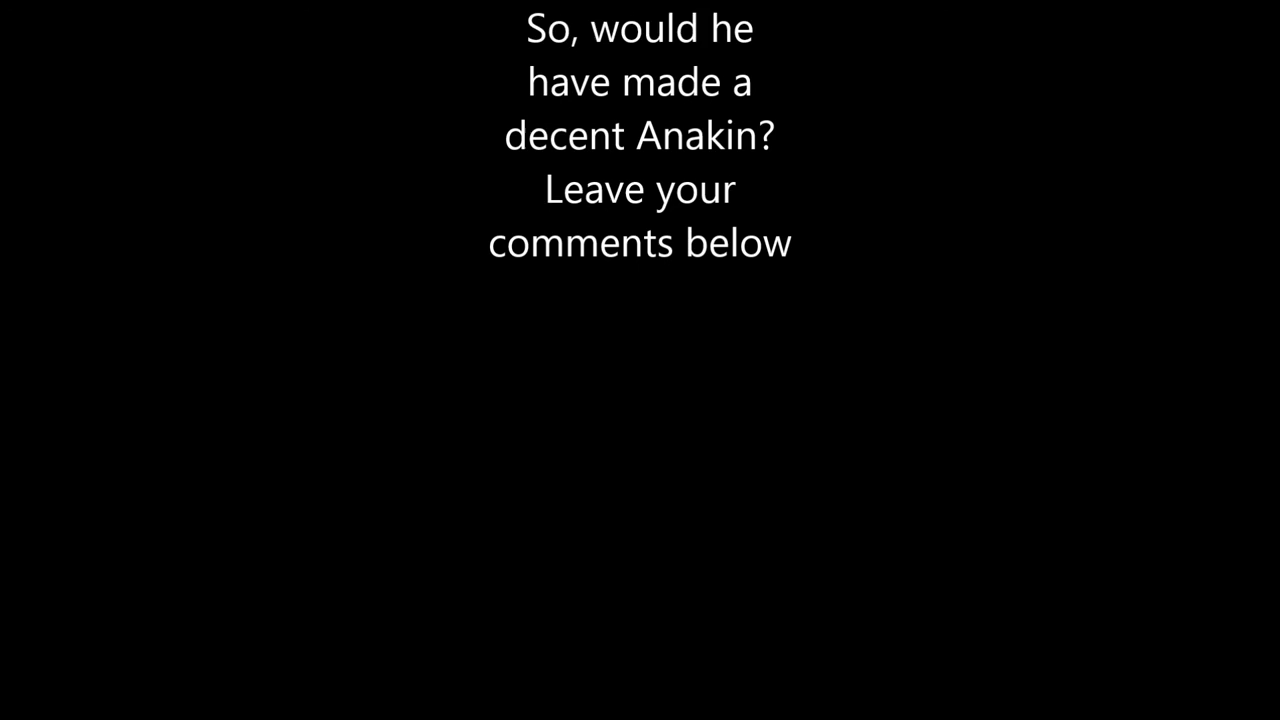 So, would he
have made a
decent Anakin?
Leave your
comments below